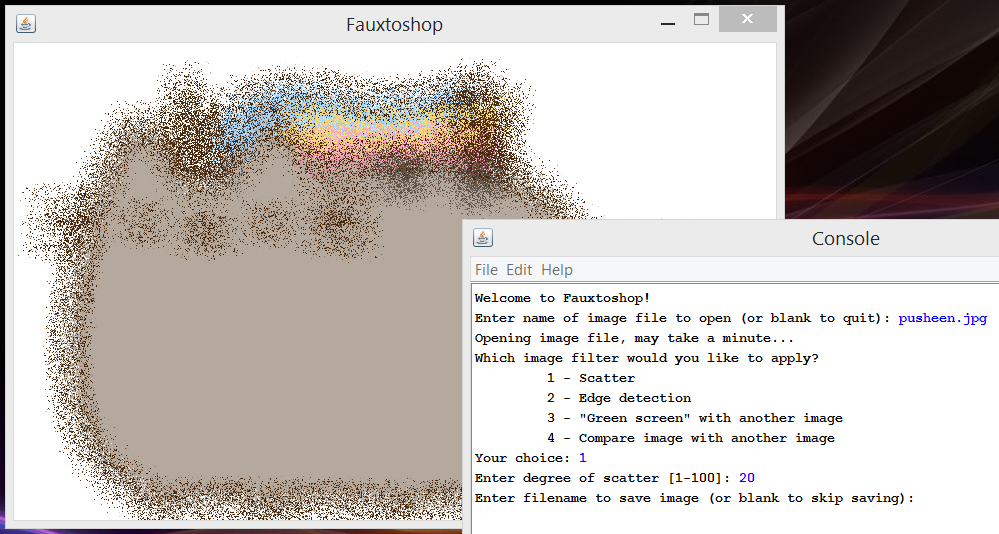 Fauxtoshop
Console
File Edit Help
Welcome to Fauxtoshop!
Enter name of image file to open (or blank to quit): pusheen.jpg
Opening image file, may take a minute...
Which image filter would you like to apply?
1 - Scatter
2 - Edge detection
3 - "Green screen" with another image
4 - Compare image with another image
Your choice: 1
Enter degree of scatter [1-100]: 20
Enter filename to save image (or blank to skip saving):